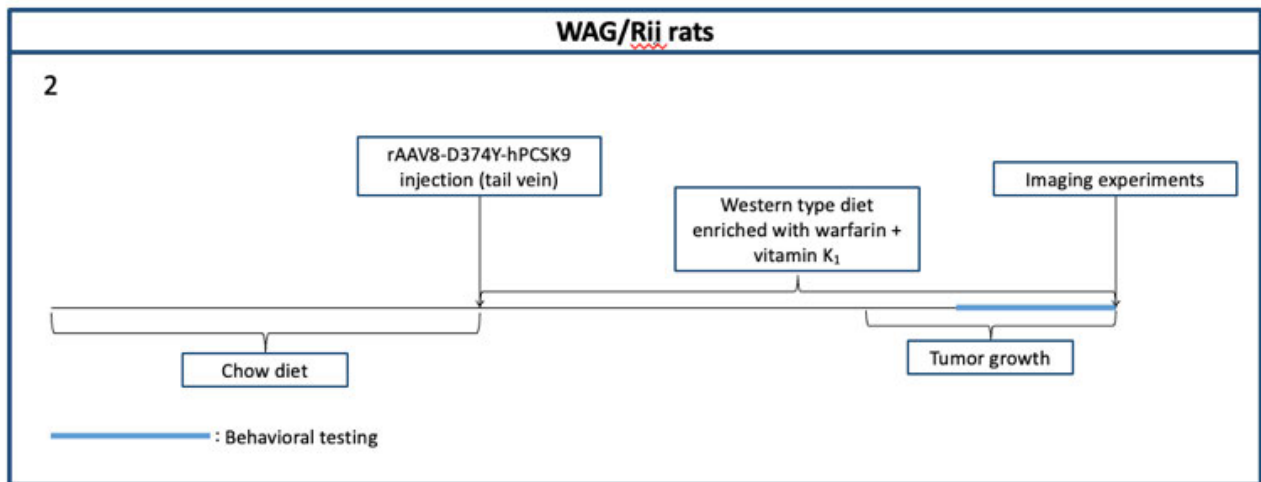 WAG/Rij rats
2
rAAV8-D374Y-hPCSK9
injection (tail vein)
Imaging experiments
Western type diet
enriched with warfarin +
vitamin K₁
Chow diet
Tumor growth
: Behavioral testing